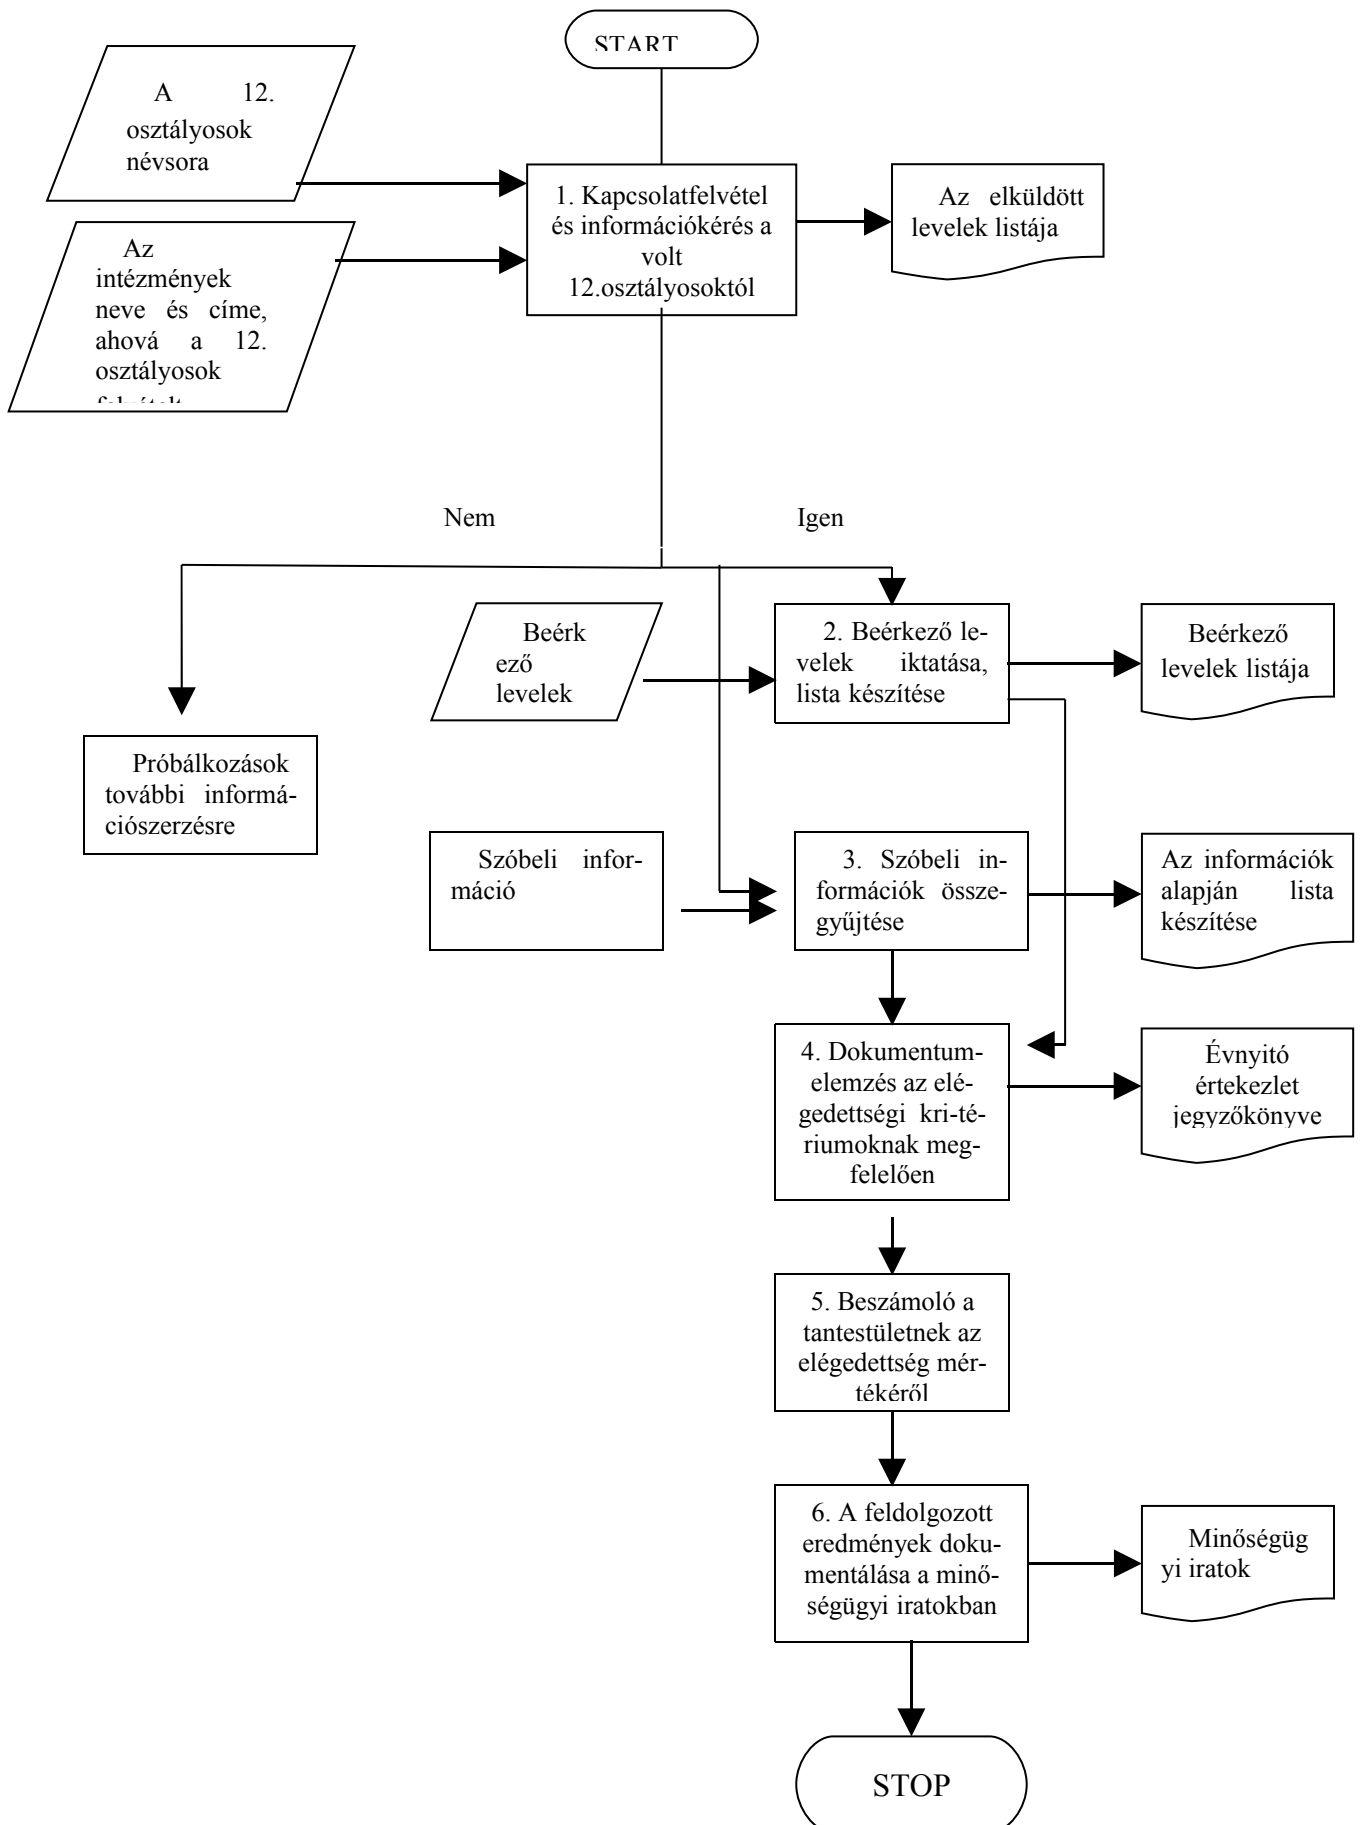 START
A 12.
osztályosok
névsora
1. Kapcsolatfelvétel
és információkérés a
volt
12.osztályosoktól
Az elküldött
levelek listája
Az
intézmények
neve és címe,
ahová a 12.
osztályosok
Nem
Igen
Beérk
ező
levelek
2. Beérkező le-
velek iktatása,
lista készítése
Beérkező
levelek listája
Próbálkozások
további informá-
ciószerzésre
Szóbeli infor-
máció
3. Szóbeli in-
formációk össze-
gyűjtése
Az információk
alapján lista
készítése
4. Dokumentum-
elemzés az elé-
gedettségi kri-té-
riumoknak meg-
felelően
Évnyitó
értekezlet
jegyzőkönyve
5. Beszámoló a
tantestületnek az
elégedettség mér-
tékéről
6. A feldolgozott
eredmények doku-
mentálása a minő-
ségügyi iratokban
Minőségüg
yi iratok
STOP